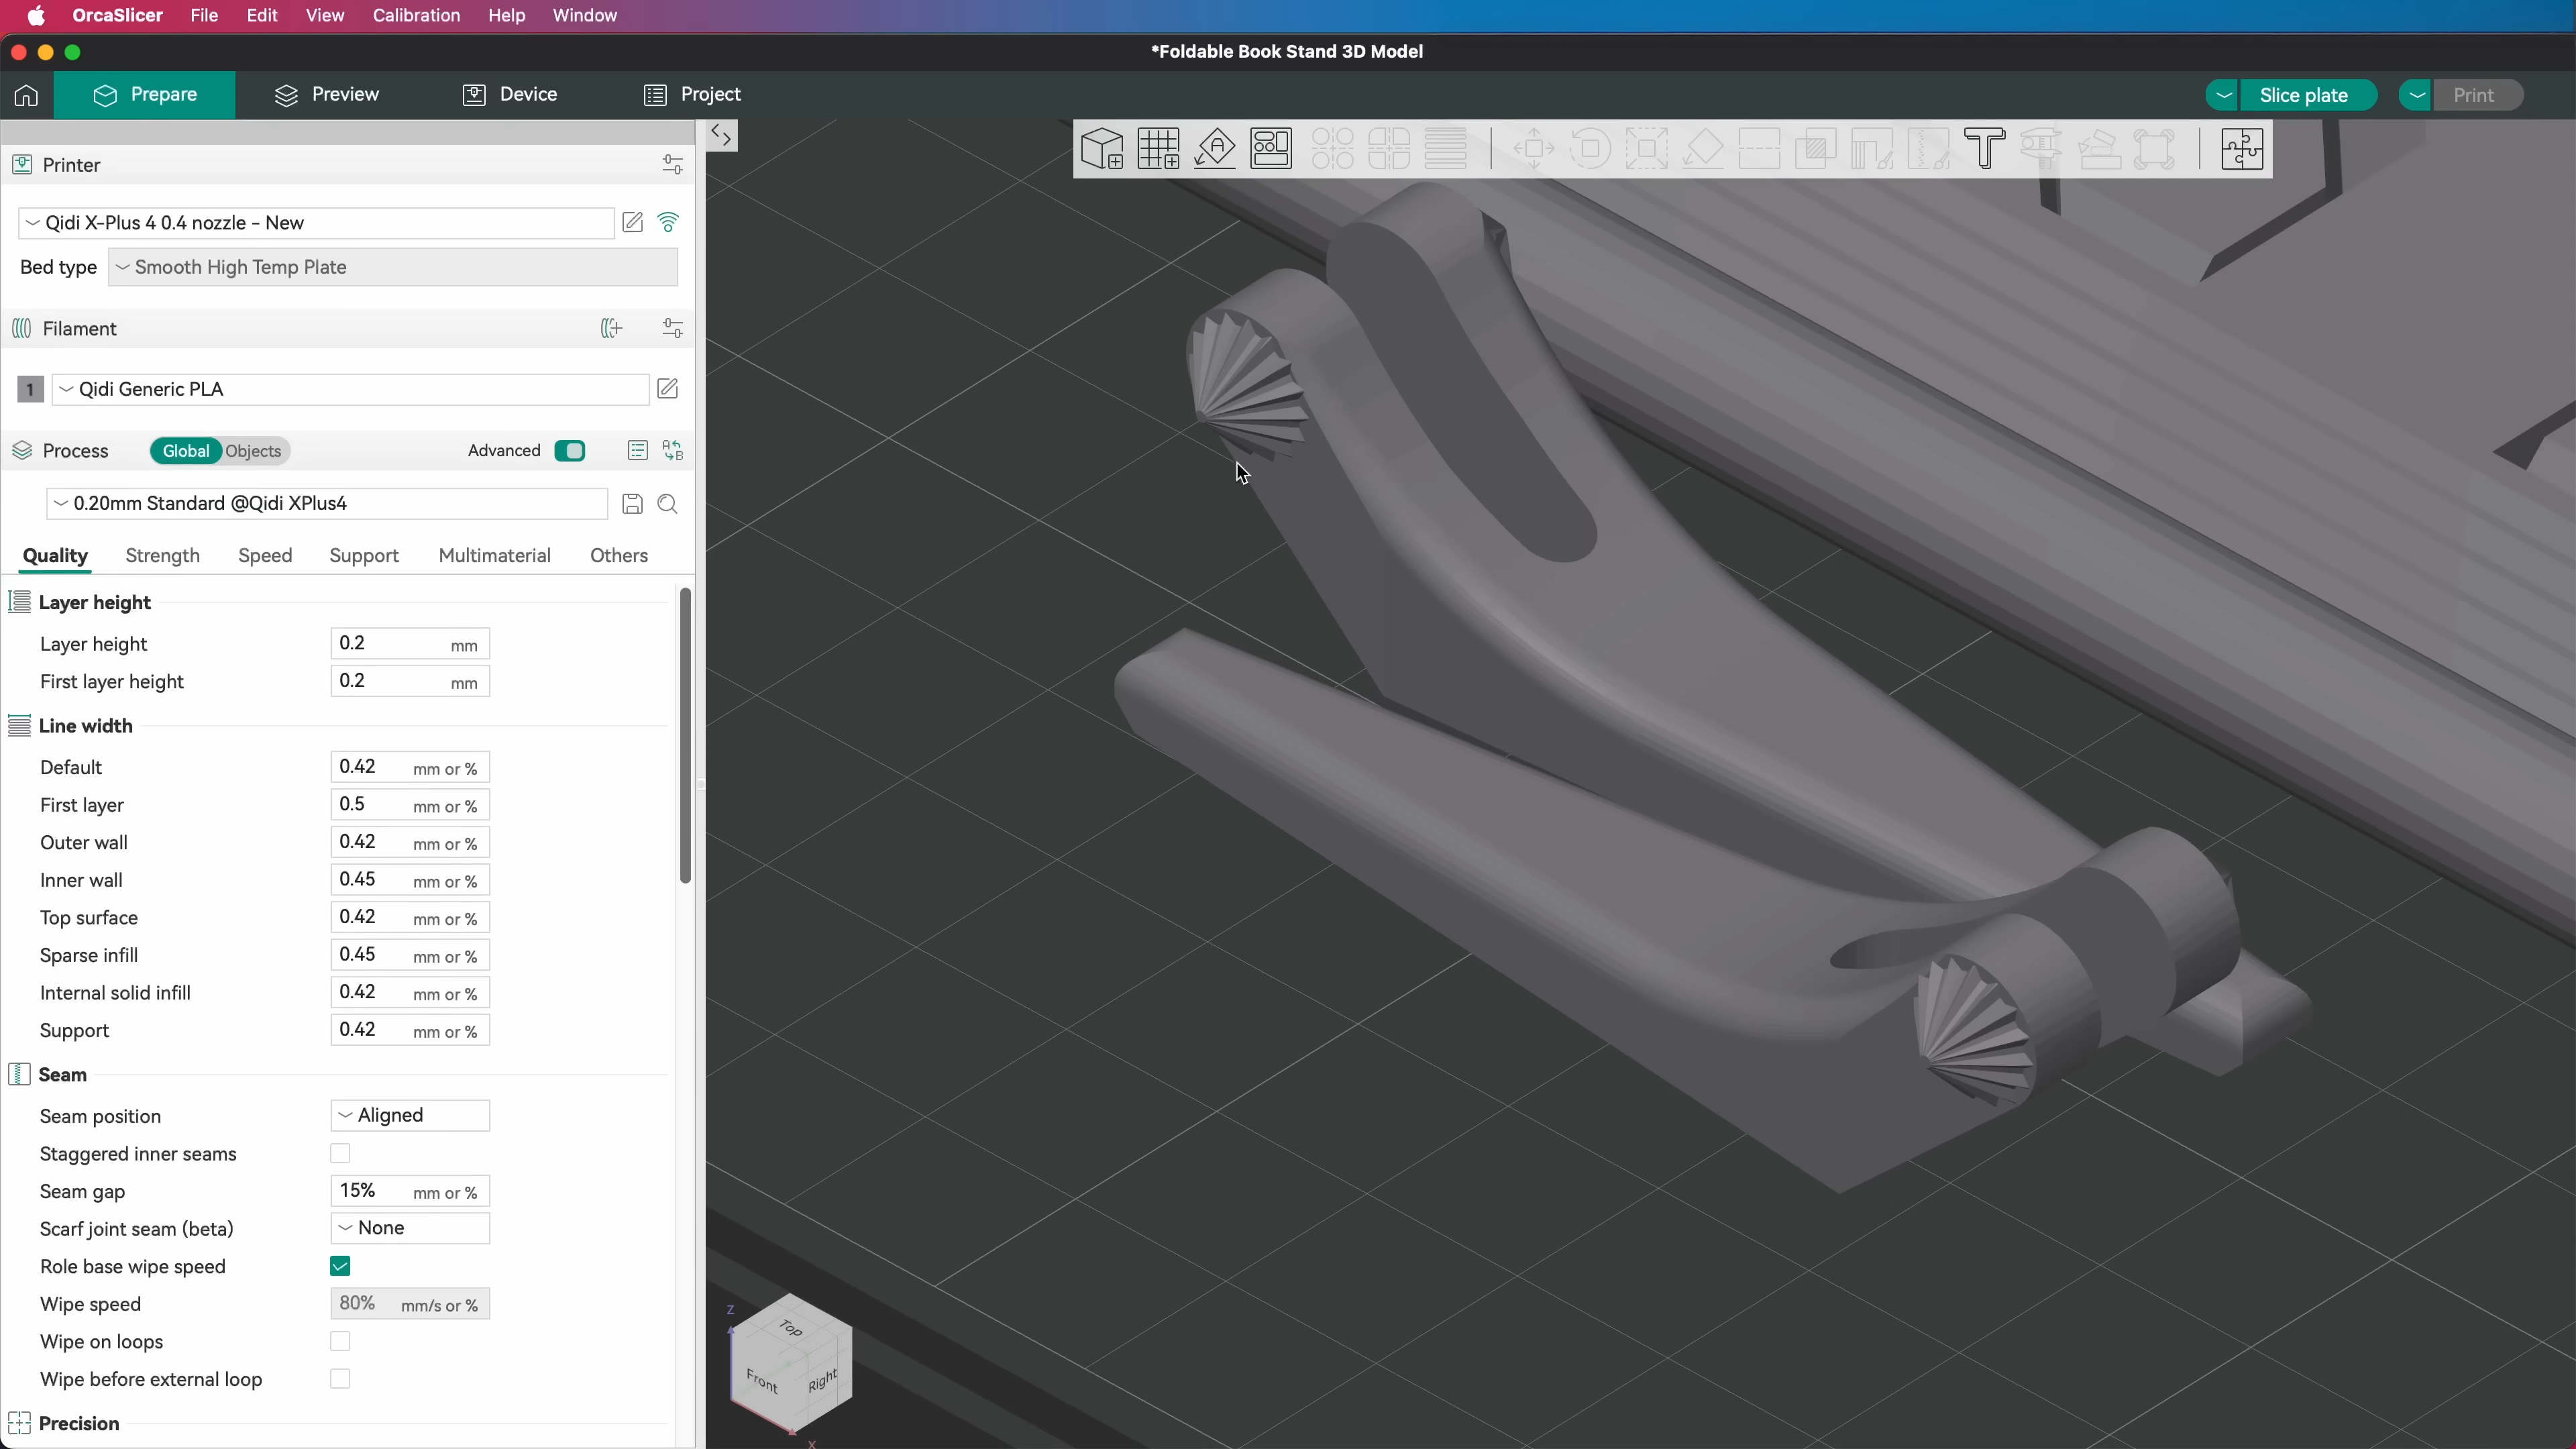 OrcaSlicer File Edit View Calibration Help Window
*Foldable Book Stand 3D Model
Prepare Preview Device Project Slice plate Print
Printer
Qidi X-Plus 4 0.4 nozzle - New
Bed type Smooth High Temp Plate
Filament
1 Qidi Generic PLA
Process Global Objects Advanced
0.20mm Standard @Qidi XPlus4
Quality Strength Speed Support Multimaterial Others
Layer height
Layer height 0.2 mm
First layer height 0.2 mm
Line width
Default 0.42 mm or %
First layer 0.5 mm or %
Outer wall 0.42 mm or %
Inner wall 0.45 mm or %
Top surface 0.42 mm or %
Sparse infill 0.45 mm or %
Internal solid infill 0.42 mm or %
Support 0.42 mm or %
Seam
Seam position Aligned
Staggered inner seams
Seam gap 15% mm or %
Scarf joint seam (beta) None
Role base wipe speed
Wipe speed 80% mm/s or %
Wipe on loops
Wipe before external loop
Precision
Z
Top
Front Right
X